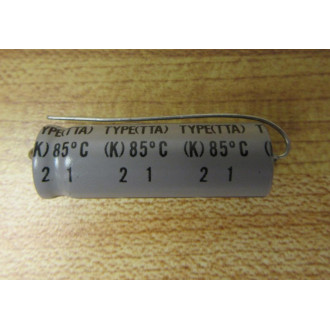 TYPE(TTA) TYPE(TTA) TYPE(TTA)
(K) 85°C (K) 85°C (K) 85°C (
2 1 2 1 2 1